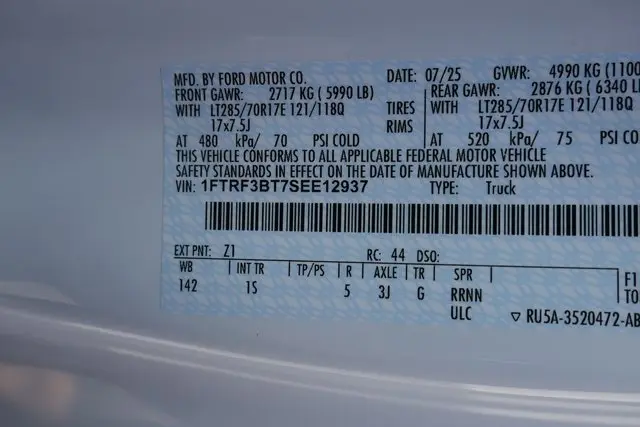 MFD. BY FORD MOTOR CO. DATE: 07/25 GVWR: 4990 KG (1100
FRONT GAWR: 2717 KG ( 5990 LB) REAR GAWR: 2876 KG ( 6340 L
WITH LT285/70R17E 121/118Q TIRES WITH LT285/70R17E 121/118Q
17x7.5J RIMS 17x7.5J
AT 480 kPa/ 70 PSI COLD AT 520 kPa/ 75 PSI CO
THIS VEHICLE CONFORMS TO ALL APPLICABLE FEDERAL MOTOR VEHICLE
SAFETY STANDARDS IN EFFECT ON THE DATE OF MANUFACTURE SHOWN ABOVE.
VIN: 1FTRF3BT7SEE12937 TYPE: Truck
EXT PNT: Z1 RC: 44 DSO:
WB INT TR TP/PS R AXLE TR SPR
142 1S 5 3J G RRNN
ULC
F1
TO
▽ RU5A-3520472-AB